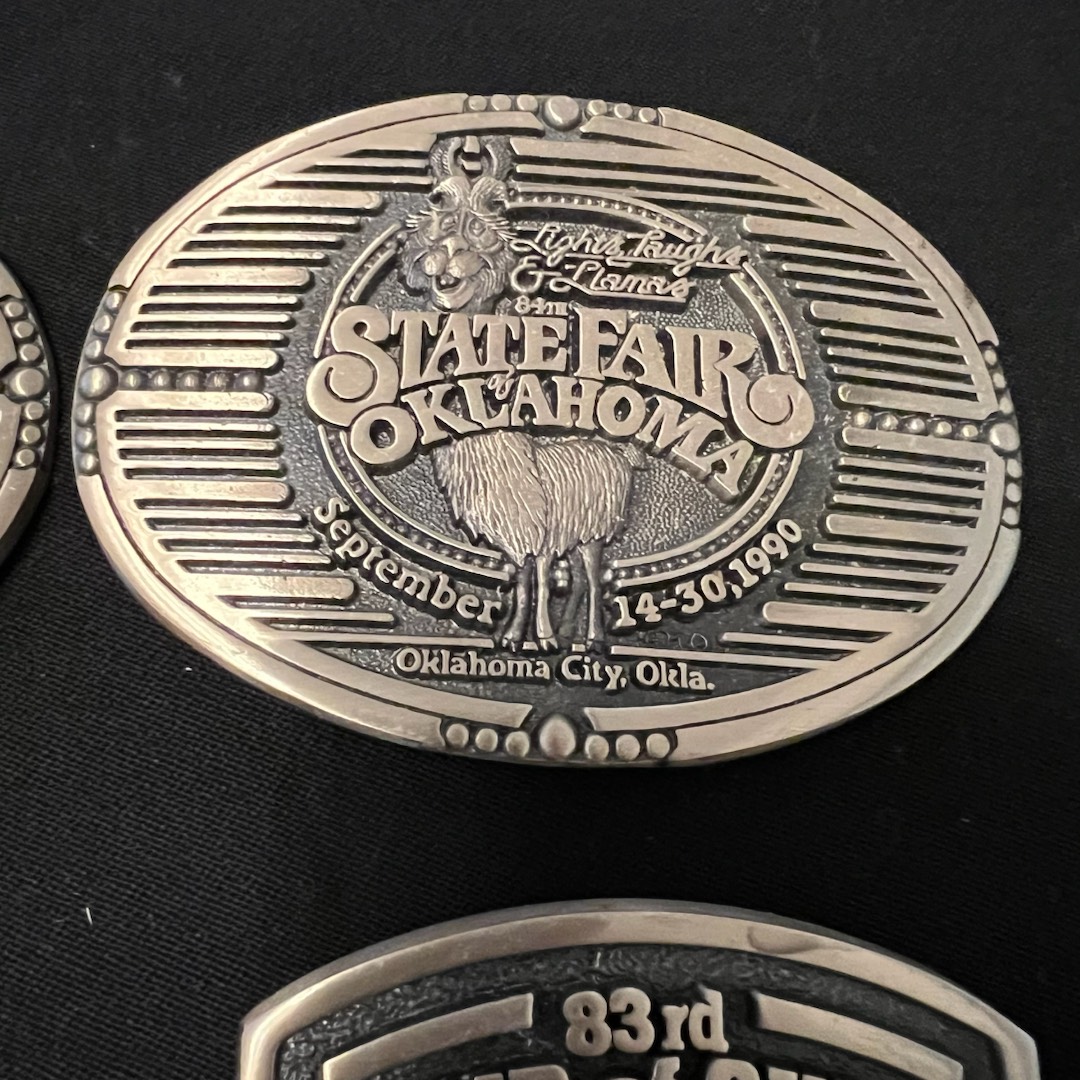 Lights, Laughs
& Llamas
84TH
STATE FAIR
of
OKLAHOMA
September 14-30, 1990
Oklahoma City, Okla.
83rd